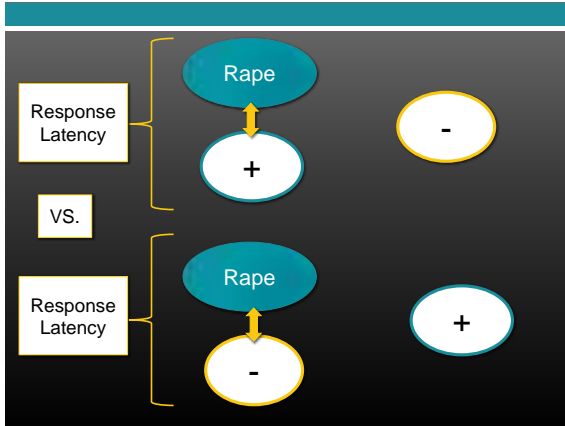 Rape
Response
Latency
-
+
VS.
Rape
Response
Latency
+
-